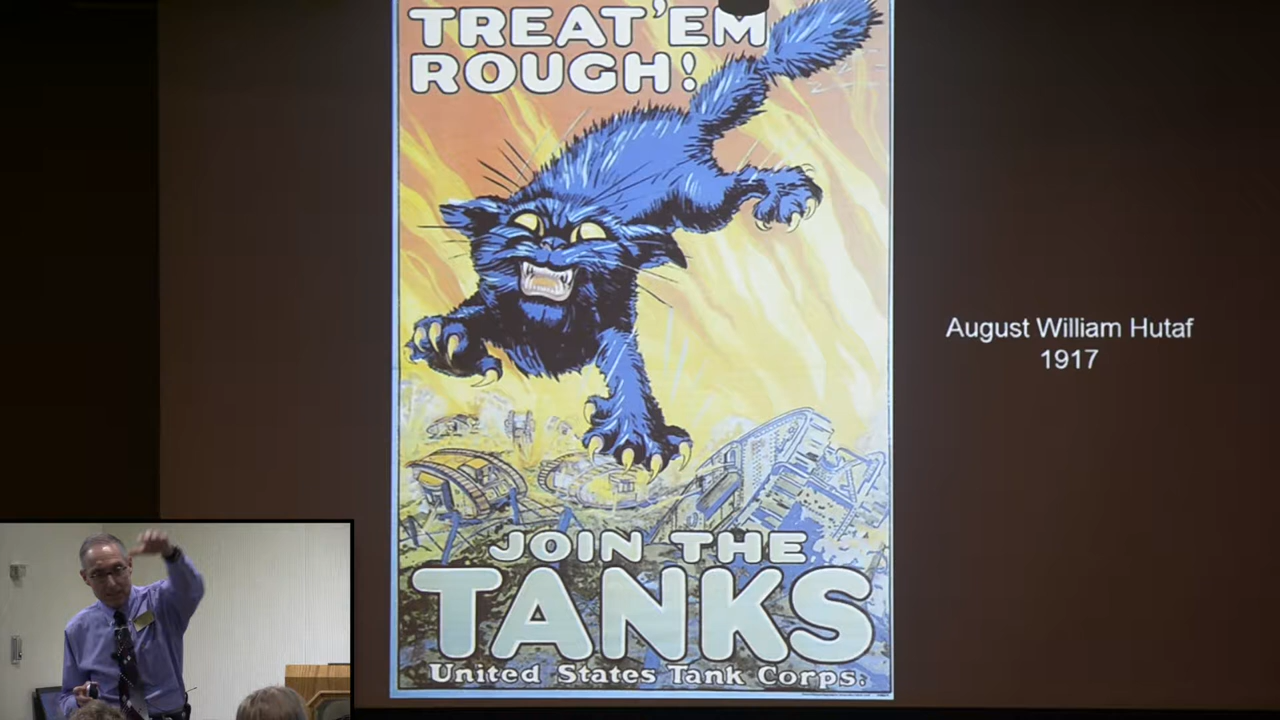 TREAT 'EM
ROUGH!
August William Hutaf
1917
JOIN THE
TANKS
United States Tank Corps.